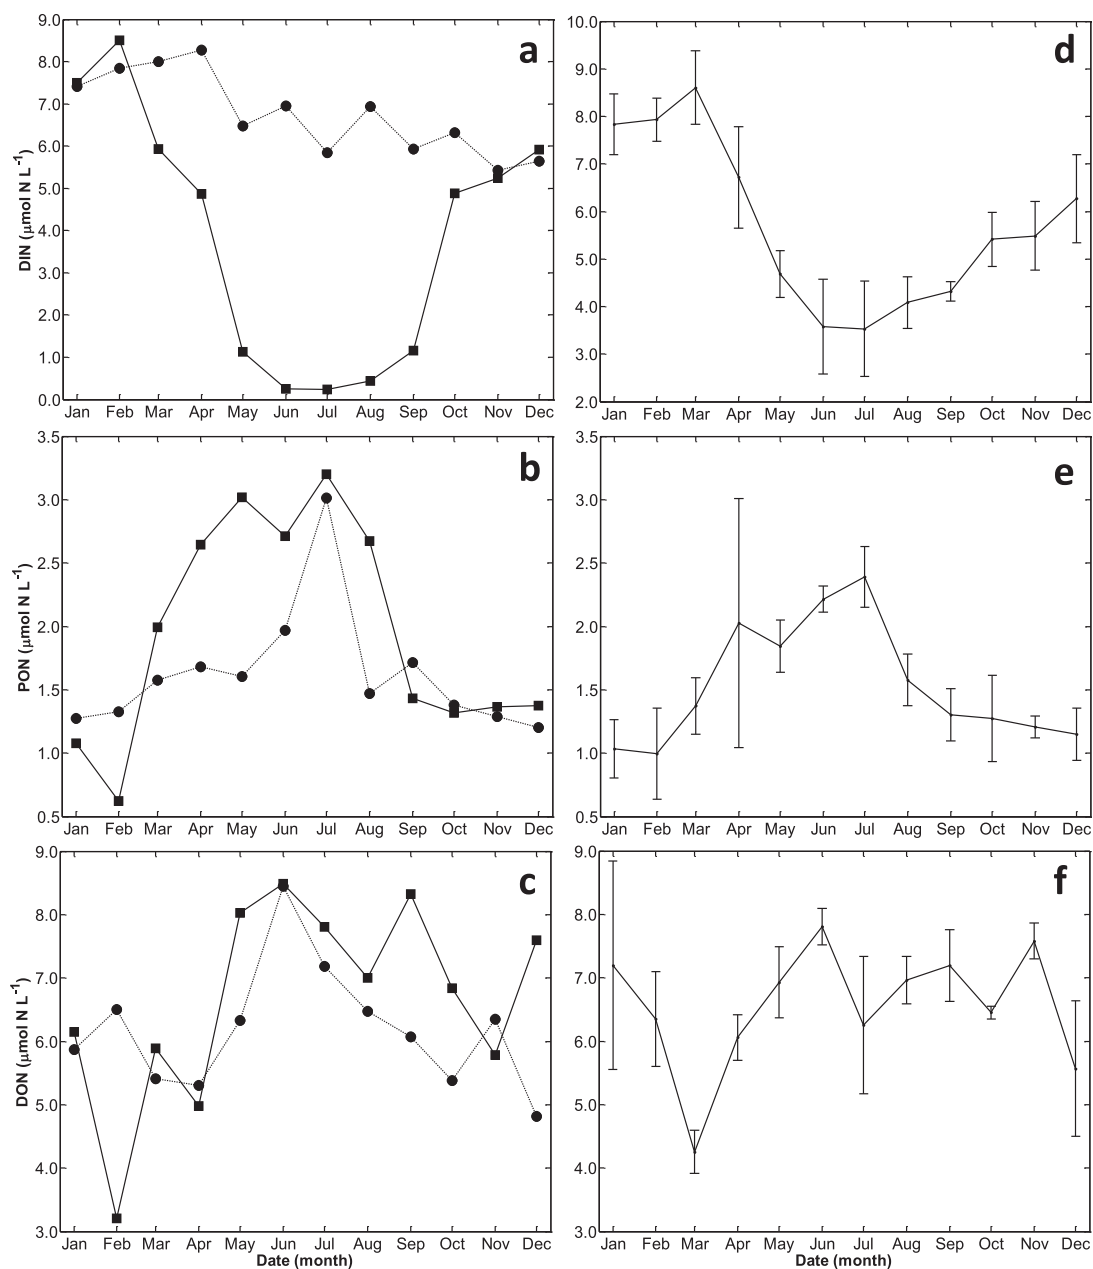 a
9.0
8.0
7.0
6.0
5.0
4.0
3.0
2.0
1.0
0.0
DIN (µmol N L⁻¹)
Jan Feb Mar Apr May Jun Jul Aug Sep Oct Nov Dec
d
10.0
9.0
8.0
7.0
6.0
5.0
4.0
3.0
2.0
Jan Feb Mar Apr May Jun Jul Aug Sep Oct Nov Dec
b
3.5
3.0
2.5
2.0
1.5
1.0
0.5
PON (µmol N L⁻¹)
Jan Feb Mar Apr May Jun Jul Aug Sep Oct Nov Dec
e
3.5
3.0
2.5
2.0
1.5
1.0
0.5
Jan Feb Mar Apr May Jun Jul Aug Sep Oct Nov Dec
c
9.0
8.0
7.0
6.0
5.0
4.0
3.0
DON (µmol N L⁻¹)
Jan Feb Mar Apr May Jun Jul Aug Sep Oct Nov Dec
Date (month)
f
9.0
8.0
7.0
6.0
5.0
4.0
3.0
Jan Feb Mar Apr May Jun Jul Aug Sep Oct Nov Dec
Date (month)